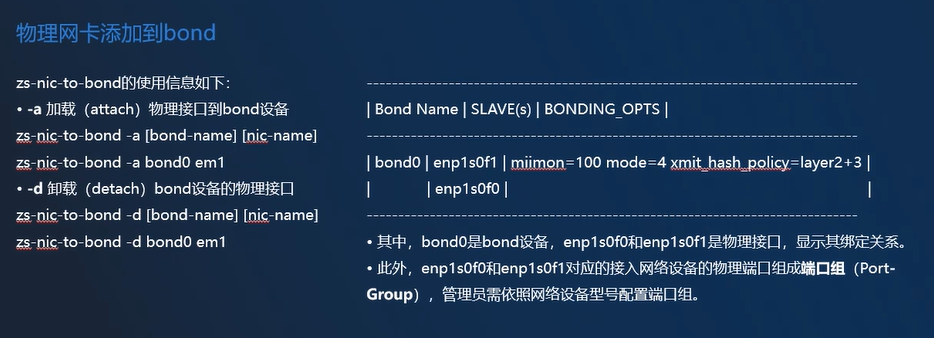 物理网卡添加到bond
zs-nic-to-bond的使用信息如下：
• -a 加载（attach）物理接口到bond设备
zs-nic-to-bond -a [bond-name] [nic-name]
zs-nic-to-bond -a bond0 em1
• -d 卸载（detach）bond设备的物理接口
zs-nic-to-bond -d [bond-name] [nic-name]
zs-nic-to-bond -d bond0 em1
-------------------------------------------------------------------------------
| Bond Name | SLAVE(s) | BONDING_OPTS |
-------------------------------------------------------------------------------
| bond0 | enp1s0f1 | miimon=100 mode=4 xmit_hash_policy=layer2+3 |
| | enp1s0f0 | |
-------------------------------------------------------------------------------
• 其中，bond0是bond设备，enp1s0f0和enp1s0f1是物理接口，显示其绑定关系。
• 此外，enp1s0f0和enp1s0f1对应的接入网络设备的物理端口组成端口组（Port-
Group），管理员需依照网络设备型号配置端口组。